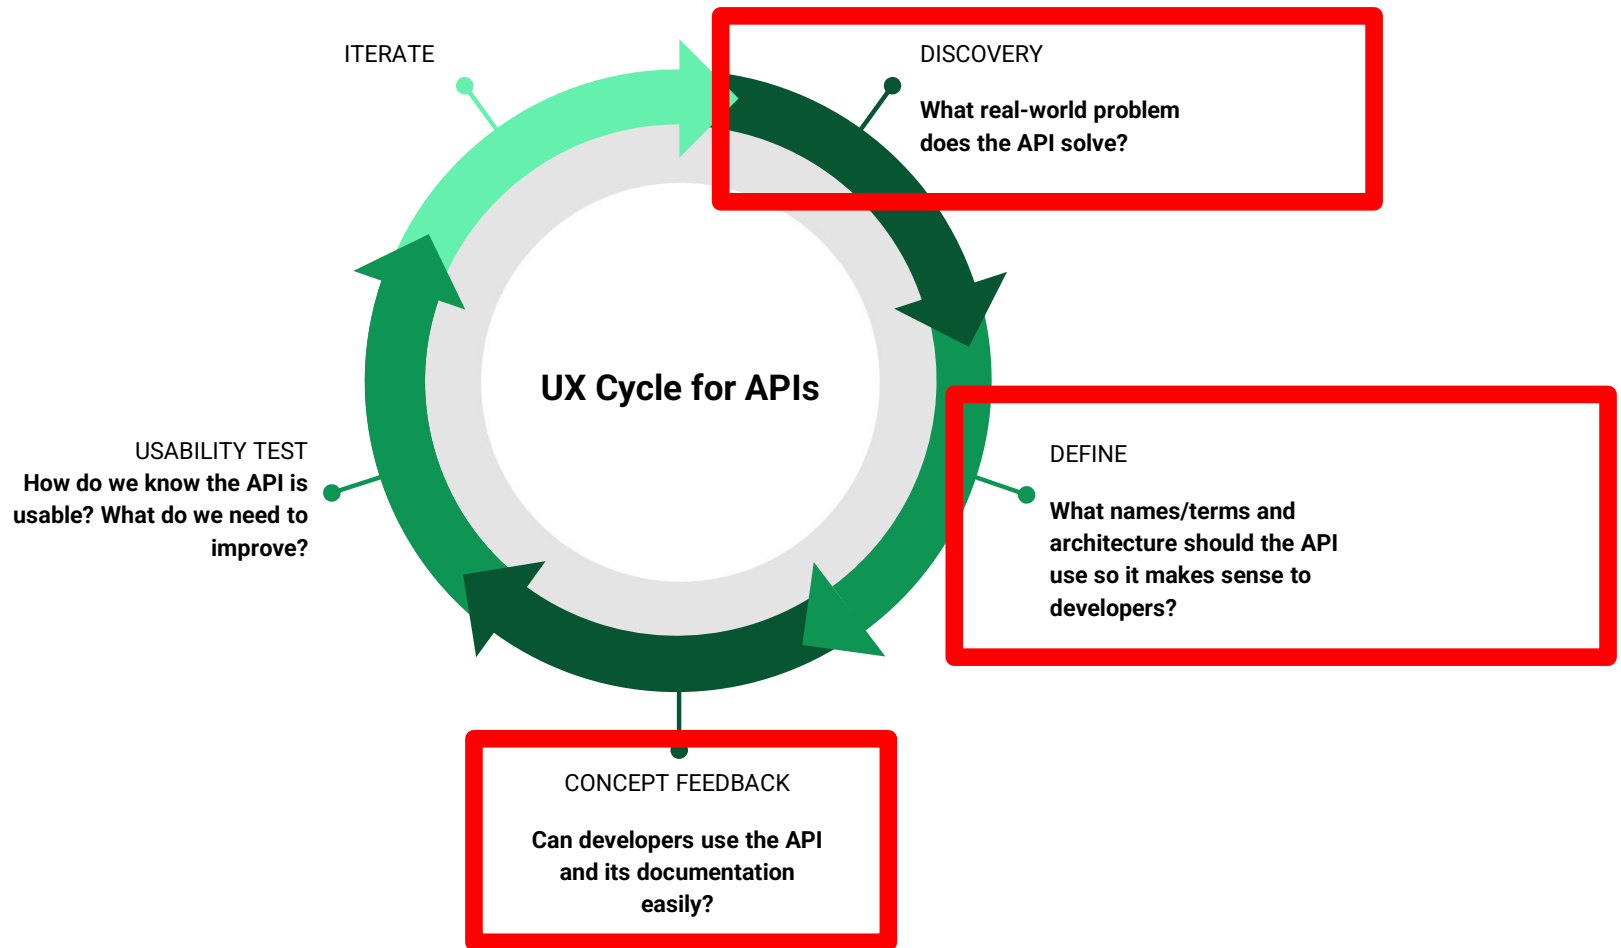 ITERATE
DISCOVERY
What real-world problem
does the API solve?
UX Cycle for APIs
USABILITY TEST
How do we know the API is
usable? What do we need to
improve?
DEFINE
What names/terms and
architecture should the API
use so it makes sense to
developers?
CONCEPT FEEDBACK
Can developers use the API
and its documentation
easily?